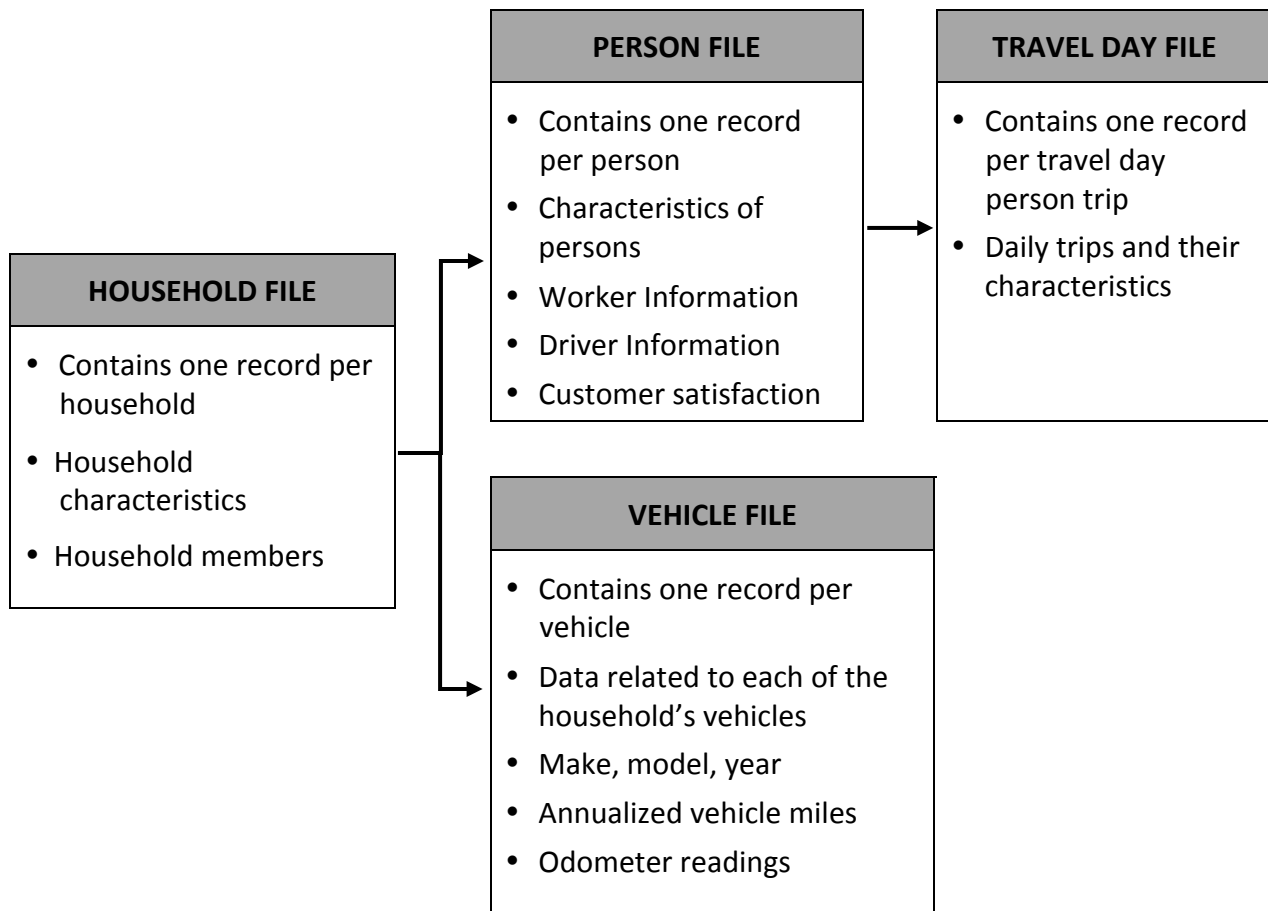 HOUSEHOLD FILE
• Contains one record per
household
• Household
characteristics
• Household members
PERSON FILE
• Contains one record
per person
• Characteristics of
persons
• Worker Information
• Driver Information
• Customer satisfaction
TRAVEL DAY FILE
• Contains one record
per travel day
person trip
• Daily trips and their
characteristics
VEHICLE FILE
• Contains one record per
vehicle
• Data related to each of the
household’s vehicles
• Make, model, year
• Annualized vehicle miles
• Odometer readings